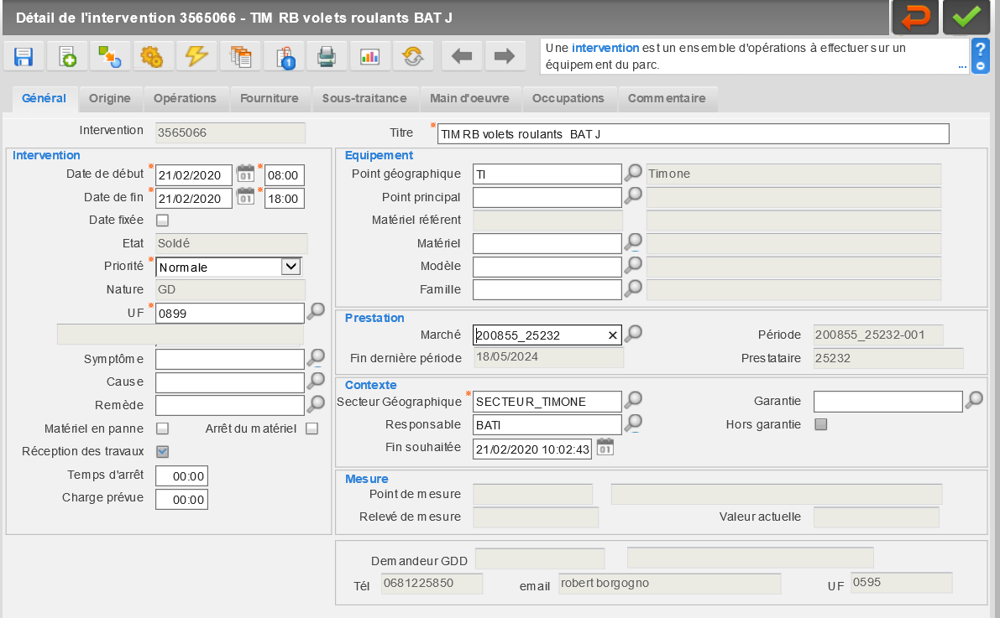 Détail de l'intervention 3565066 - TIM RB volets roulants BAT J
Une intervention est un ensemble d'opérations à effectuer sur un
équipement du parc.
...
?
1
Général Origine Opérations Fourniture Sous-traitance Main d'oeuvre Occupations Commentaire
Intervention 3565066 Titre * TIM RB volets roulants BAT J
Intervention
Date de début * 21/02/2020 01 * 08:00
Date de fin * 21/02/2020 01 * 18:00
Date fixée
Etat Soldé
Priorité * Normale
Nature GD
UF * 0899
Symptôme
Cause
Remède
Matériel en panne Arrêt du matériel
Réception des travaux
Temps d'arrêt 00:00
Charge prévue 00:00
Equipement
Point géographique TI Timone
Point principal
Matériel référent
Matériel
Modèle
Famille
Prestation
Marché 200855_25232 × Période 200855_25232-001
Fin dernière période 18/05/2024 Prestataire 25232
Contexte
Secteur Géographique * SECTEUR_TIMONE Garantie
Responsable BATI Hors garantie
Fin souhaitée 21/02/2020 10:02:43 01
Mesure
Point de mesure
Relevé de mesure Valeur actuelle
Demandeur GDD
Tél 0681225850 email robert borgogno UF 0595